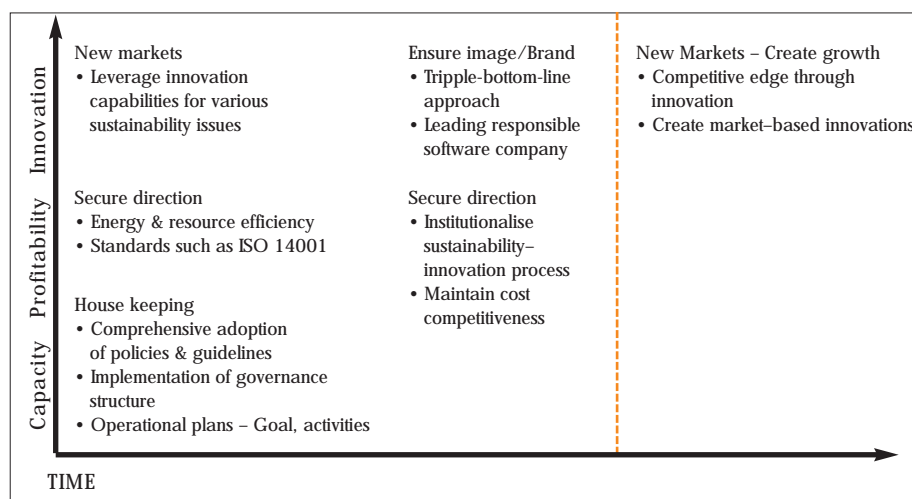 New markets
• Leverage innovation
capabilities for various
sustainability issues
Ensure image/Brand
• Tripple-bottom-line
approach
• Leading responsible
software company
New Markets – Create growth
• Competitive edge through
innovation
• Create market–based innovations
Secure direction
• Energy & resource efficiency
• Standards such as ISO 14001
Secure direction
• Institutionalise
sustainability–
innovation process
• Maintain cost
competitiveness
House keeping
• Comprehensive adoption
of policies & guidelines
• Implementation of governance
structure
• Operational plans – Goal, activities
Capacity Profitability Innovation
TIME